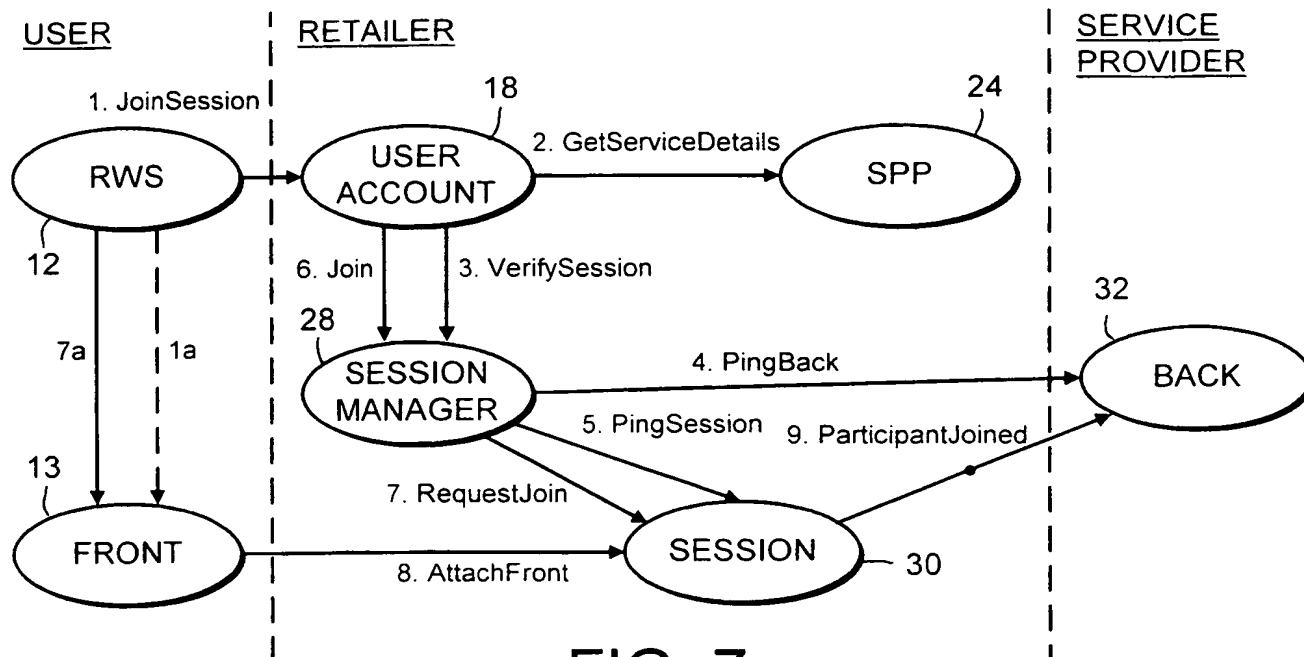 USER
RETAILER
SERVICE
PROVIDER
1. JoinSession
18
24
2. GetServiceDetails
RWS
USER
ACCOUNT
SPP
12
6. Join
3. VerifySession
28
32
7a
1a
4. PingBack
SESSION
MANAGER
BACK
5. PingSession
9. ParticipantJoined
13
7. RequestJoin
FRONT
SESSION
8. AttachFront
30
FIG. 7